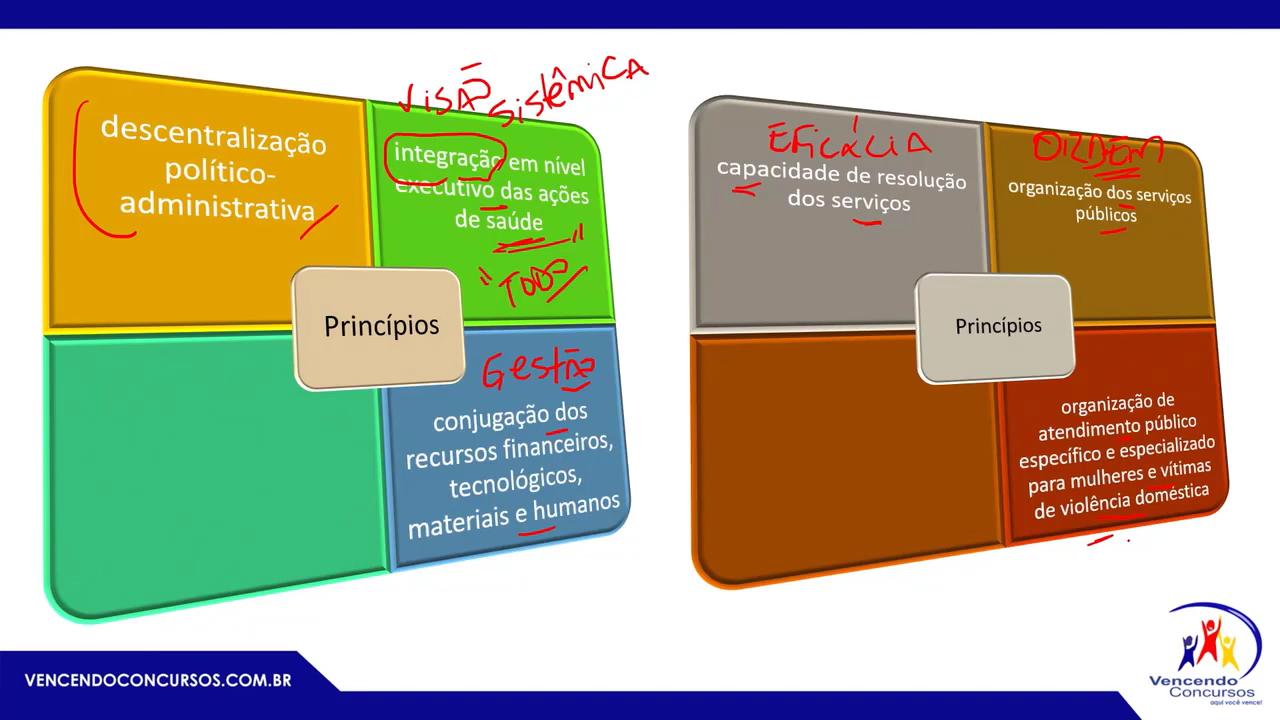 VISÃO SISTÊMICA
descentralização
político-
administrativa
integração em nível
executivo das ações
de saúde
"TODO"
Princípios
GESTÃO
conjugação dos
recursos financeiros,
tecnológicos,
materiais e humanos
EFICÁCIA
capacidade de resolução
dos serviços
ORDEM
organização dos serviços
públicos
Princípios
organização de
atendimento público
específico e especializado
para mulheres e vítimas
de violência doméstica
VENCENDOCONCURSOS.COM.BR
Vencendo
Concursos
aqui você vence!